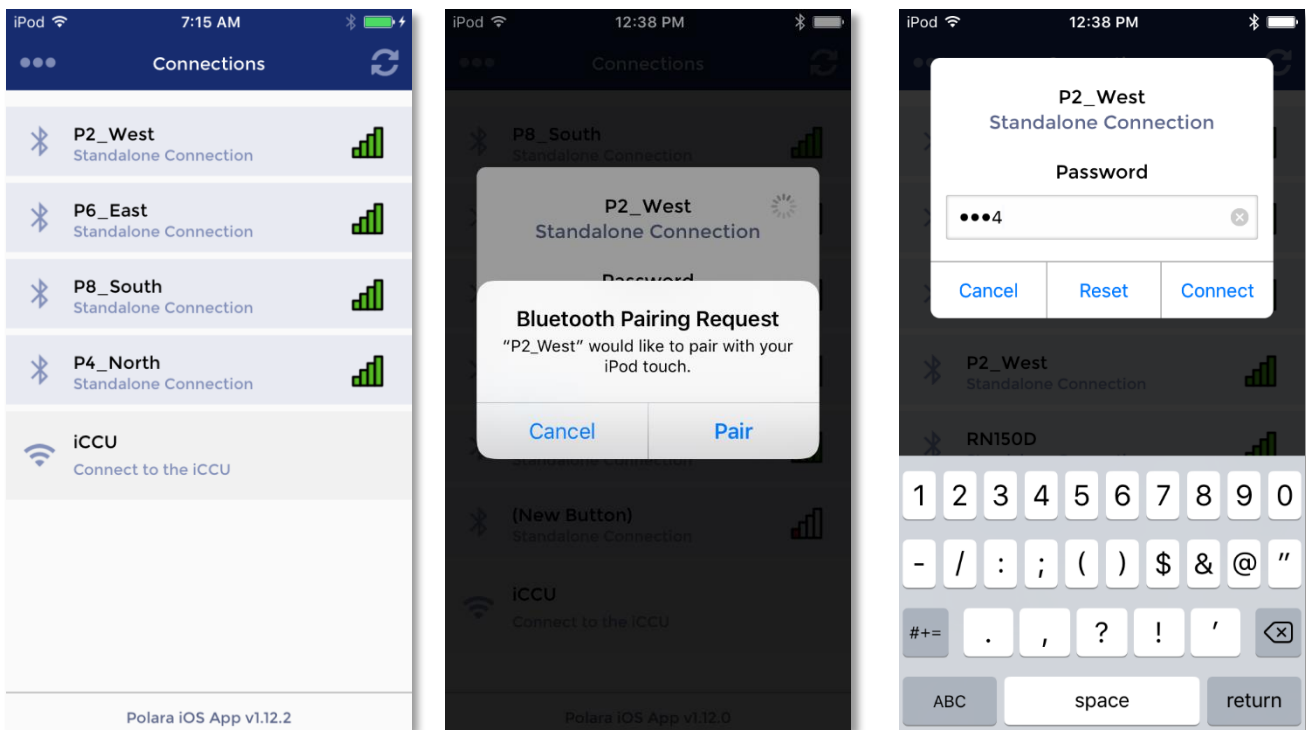 iPod 7:15 AM
Connections
P2_West
Standalone Connection
P6_East
Standalone Connection
P8_South
Standalone Connection
P4_North
Standalone Connection
iCCU
Connect to the iCCU
Polara iOS App v1.12.2
iPod 12:38 PM
Connections
P8_South
Standalone Connection
P2_West
Standalone Connection
Password
Bluetooth Pairing Request
“P2_West” would like to pair with your
iPod touch.
Cancel Pair
Standalone Connection
(New Button)
Standalone Connection
iCCU
Connect to the iCCU
Polara iOS App v1.12.0
iPod 12:38 PM
P2_West
Standalone Connection
Password
●●●4
Cancel Reset Connect
P2_West
Standalone Connection
RN150D
1 2 3 4 5 6 7 8 9 0
- / : ; ( ) $ & @ "
#+= . , ? ! '
ABC space return